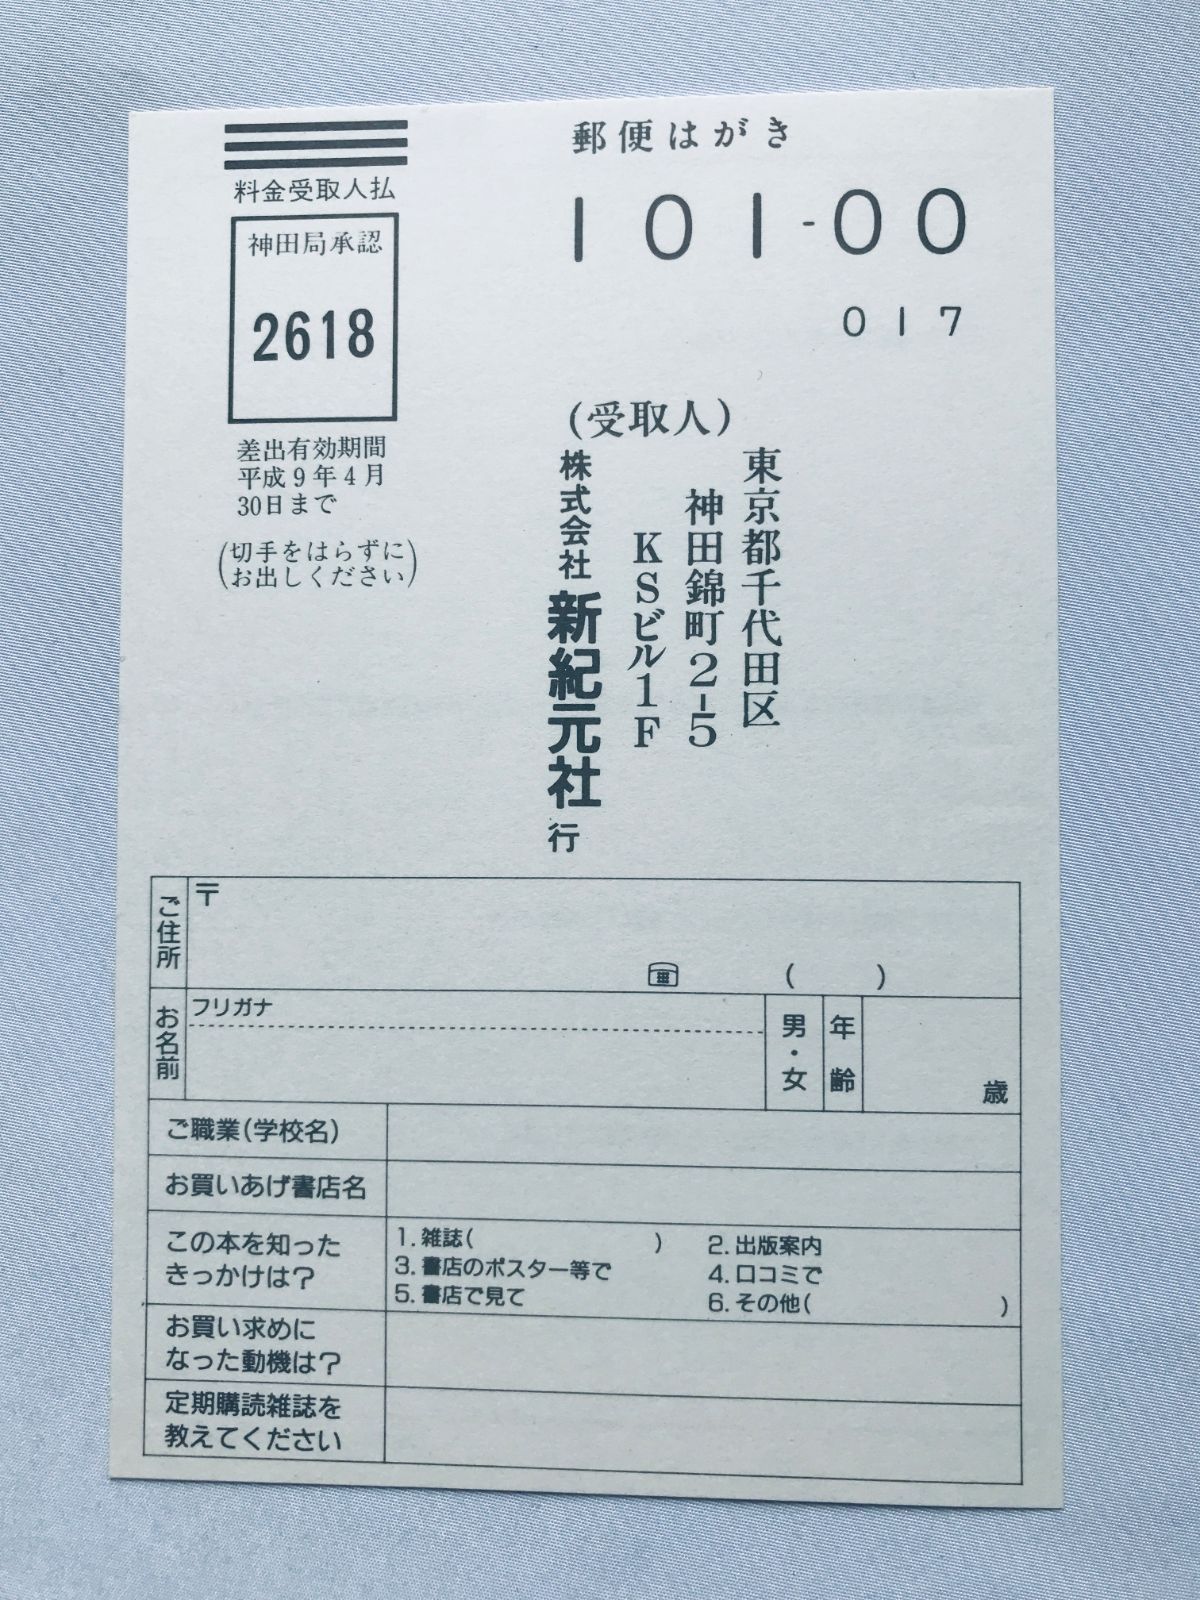 郵便はがき
101-00
017
料金受取人払
神田局承認
2618
差出有効期間
平成9年4月
30日まで
(切手をはらずに
お出しください)
(受取人)
東京都千代田区
神田錦町2-5
KSビル1F
株式会社 新紀元社 行
ご住所
〒
☎ ( )
お名前
フリガナ
男・女
年齢
歳
ご職業(学校名)
お買いあげ書店名
この本を知った
きっかけは?
1. 雑誌( ) 2. 出版案内
3. 書店のポスター等で 4. 口コミで
5. 書店で見て 6. その他( )
お買い求めに
なった動機は?
定期購読雑誌を
教えてください